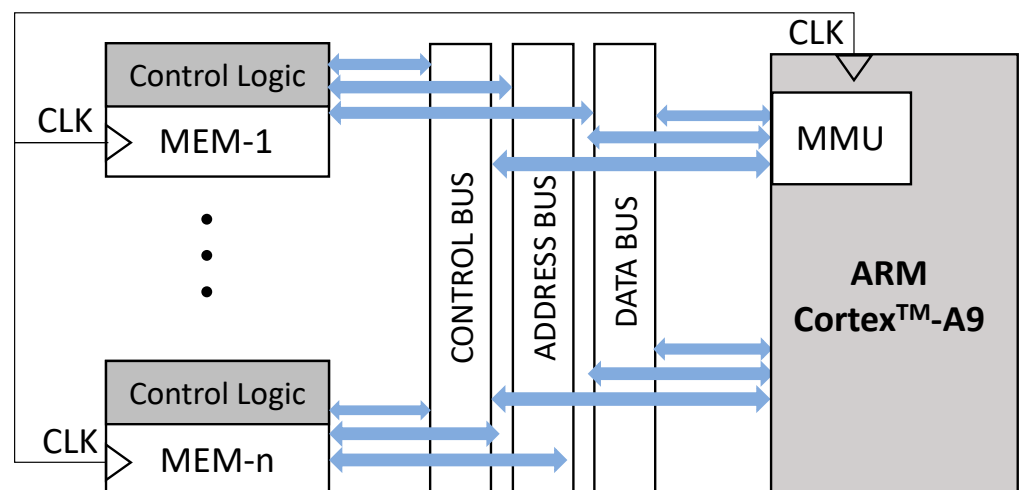 CLK
Control Logic
CLK
MEM-1
MMU
CONTROL BUS
ADDRESS BUS
DATA BUS
ARM
Cortex™-A9
Control Logic
CLK
MEM-n